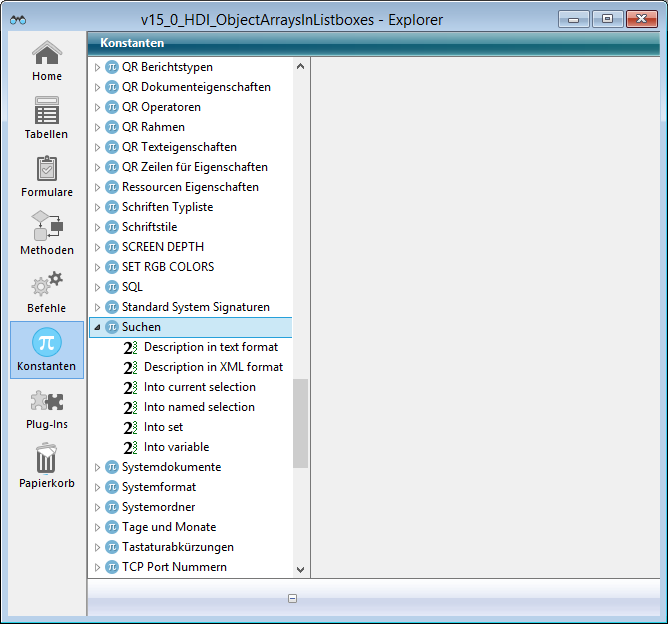 v15_0_HDI_ObjectArraysInListboxes - Explorer
Home
Tabellen
Formulare
Methoden
Befehle
Konstanten
Plug-Ins
Papierkorb
Konstanten
QR Berichtstypen
QR Dokumenteigenschaften
QR Operatoren
QR Rahmen
QR Texteigenschaften
QR Zeilen für Eigenschaften
Ressourcen Eigenschaften
Schriften Typliste
Schriftstile
SCREEN DEPTH
SET RGB COLORS
SQL
Standard System Signaturen
Suchen
Description in text format
Description in XML format
Into current selection
Into named selection
Into set
Into variable
Systemdokumente
Systemformat
Systemordner
Tage und Monate
Tastaturabkürzungen
TCP Port Nummern